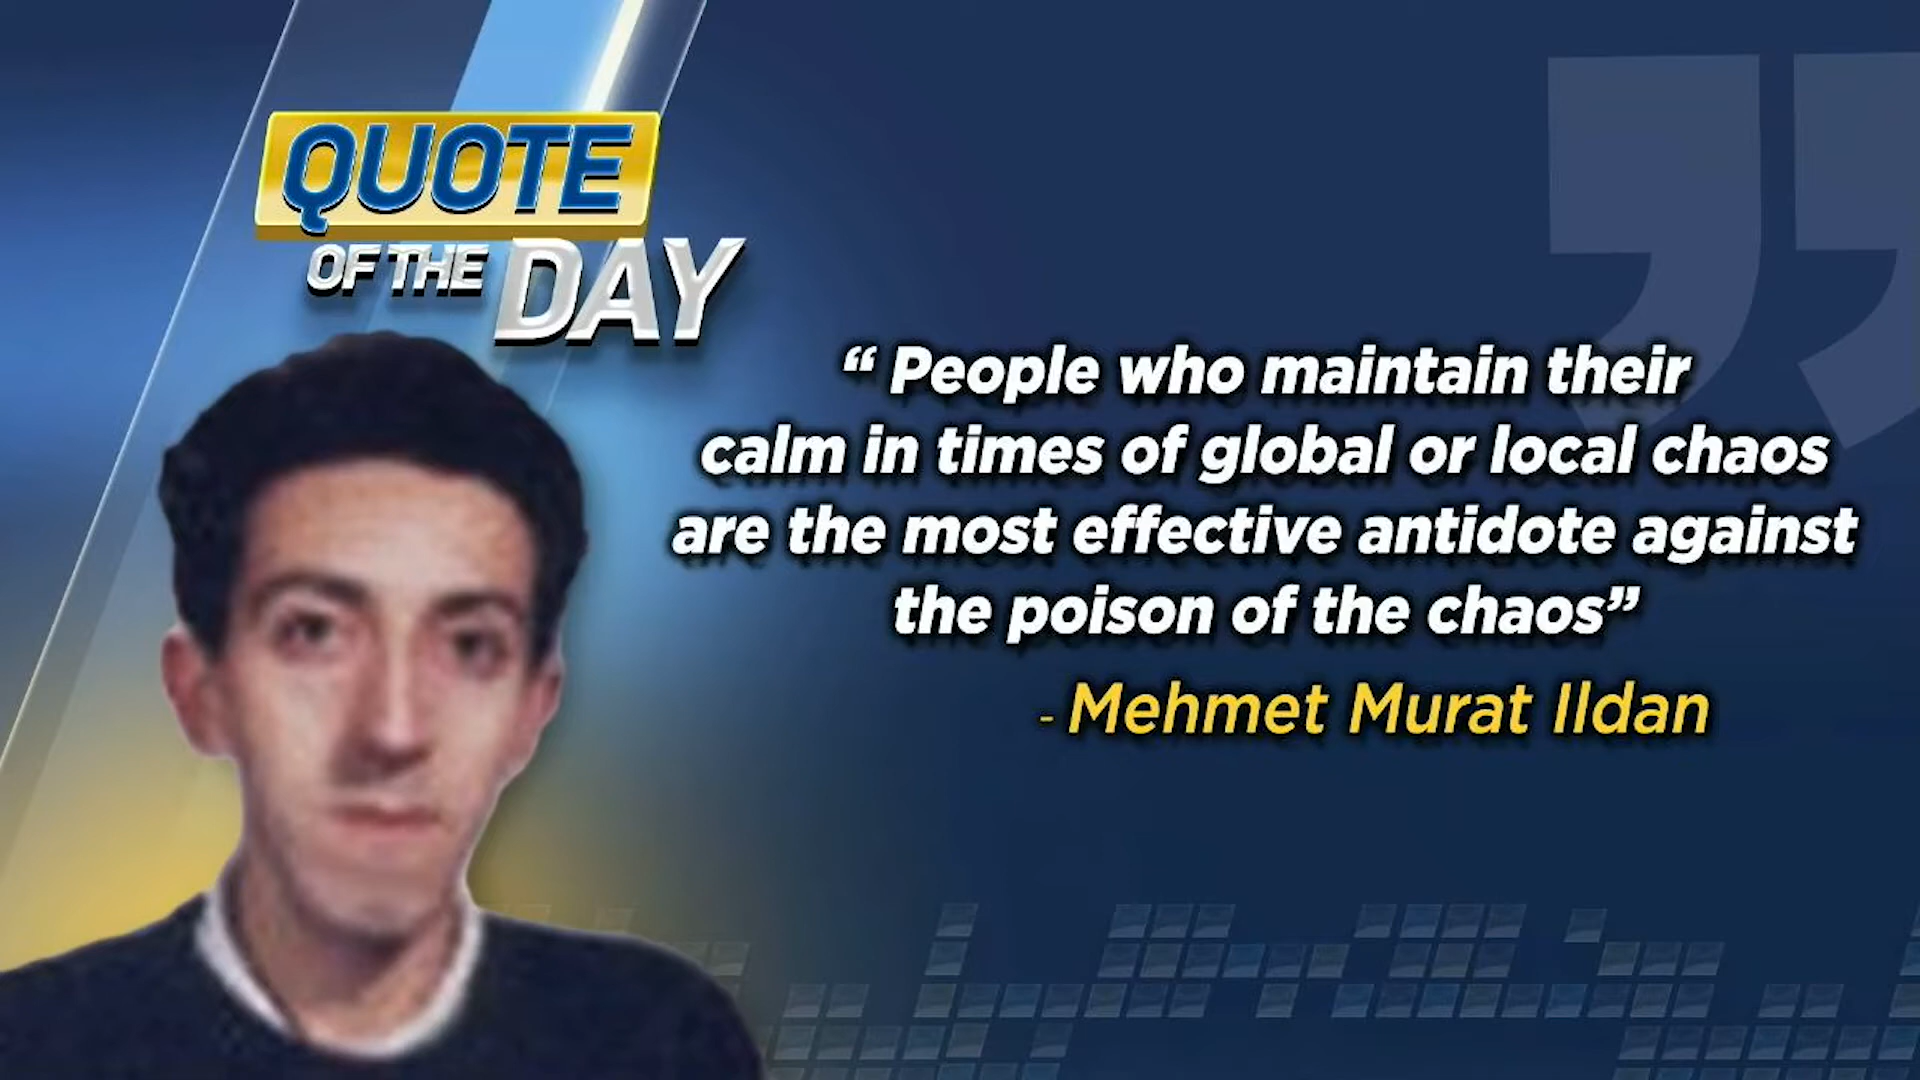 QUOTE
OF THE DAY
“ People who maintain their
calm in times of global or local chaos
are the most effective antidote against
the poison of the chaos”
- Mehmet Murat Ildan